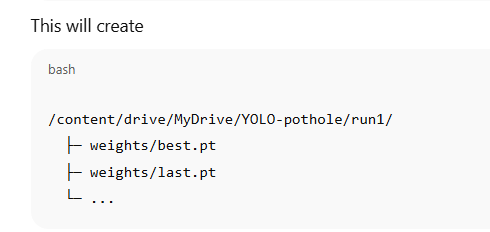 This will create
bash
/content/drive/MyDrive/YOLO-pothole/run1/
├─ weights/best.pt
├─ weights/last.pt
└─ ...